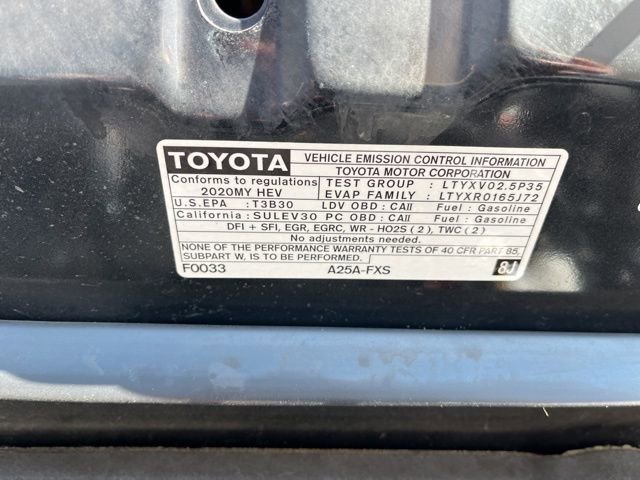 TOYOTA VEHICLE EMISSION CONTROL INFORMATION
TOYOTA MOTOR CORPORATION
Conforms to regulations TEST GROUP : LTYXV02.5P35
2020MY HEV EVAP FAMILY : LTYXR0165J72
U.S.EPA : T3B30 LDV OBD : CAII Fuel : Gasoline
California : SULEV30 PC OBD : CAII Fuel : Gasoline
DFI + SFI, EGR, EGRC, WR - HO2S ( 2 ), TWC ( 2 )
No adjustments needed.
NONE OF THE PERFORMANCE WARRANTY TESTS OF 40 CFR PART 85,
SUBPART W, IS TO BE PERFORMED.
F0033 A25A-FXS 8J